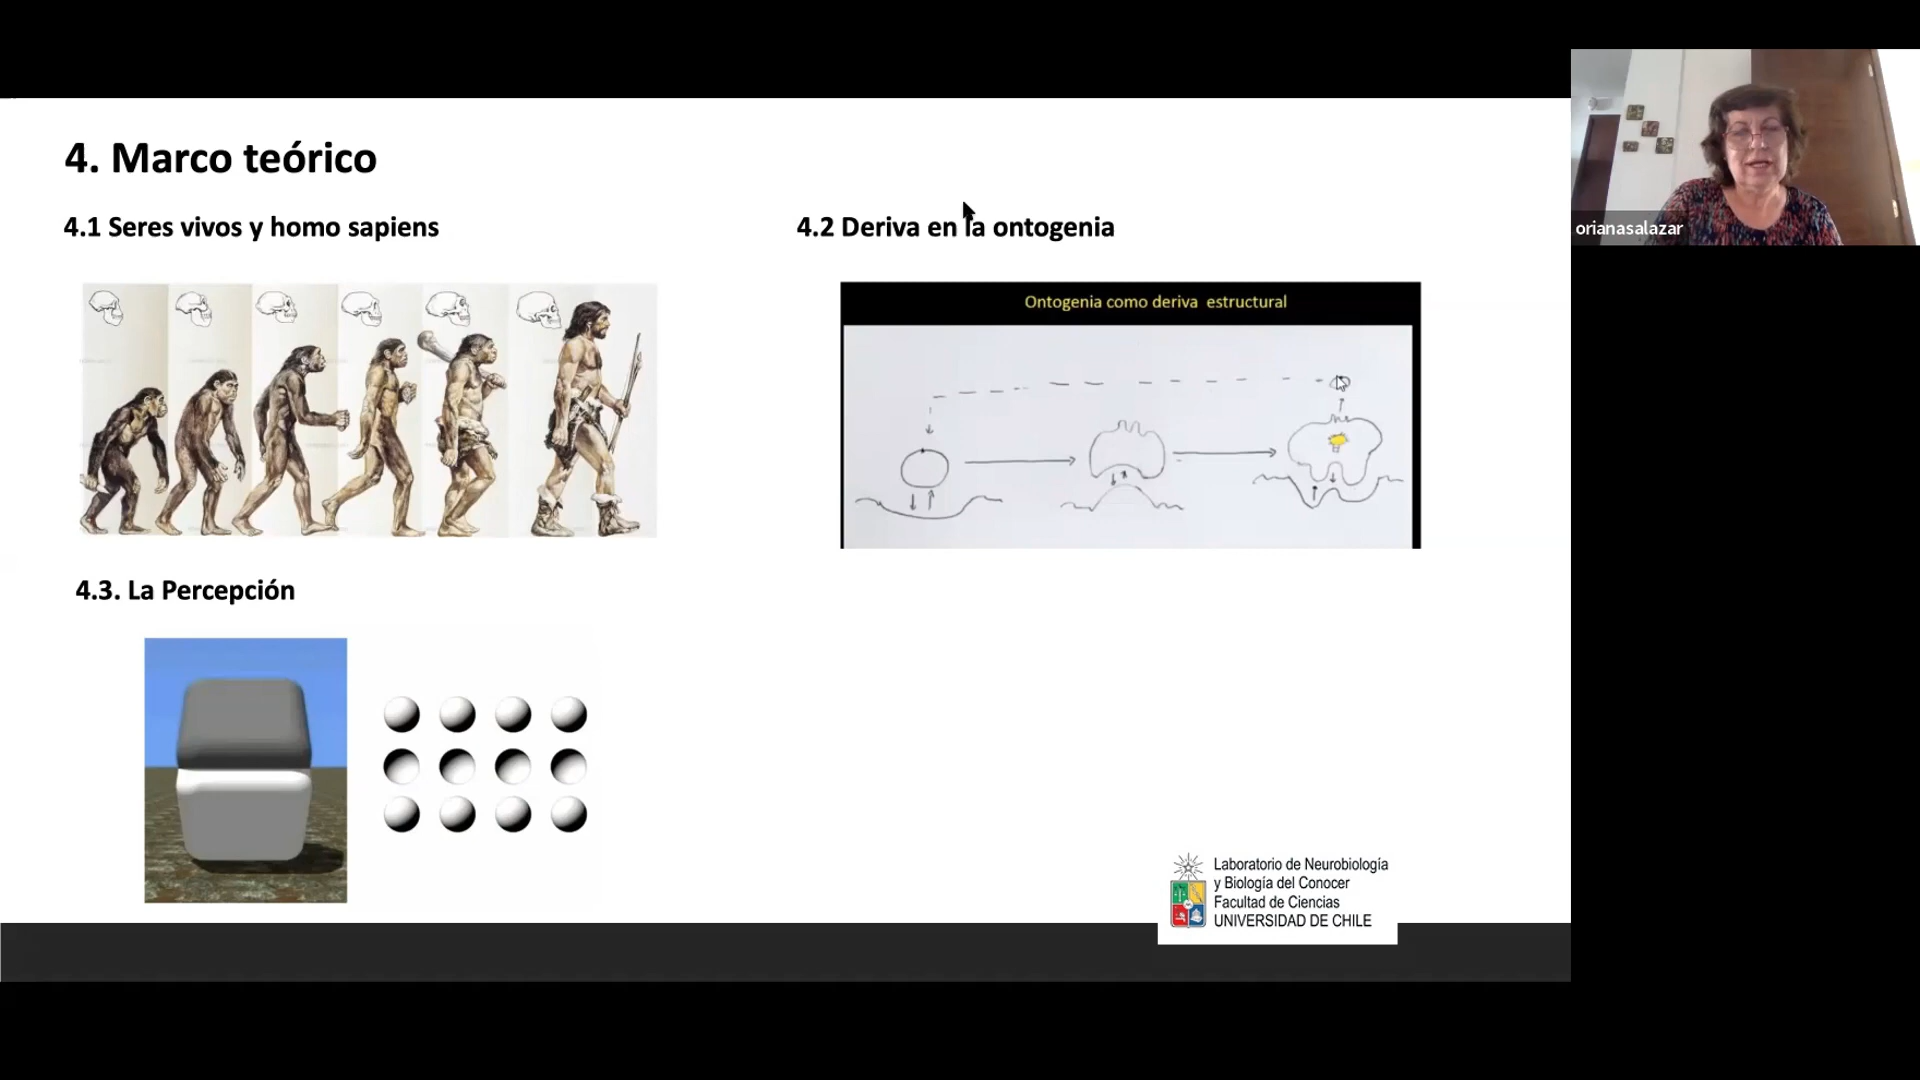 4. Marco teórico
4.1 Seres vivos y homo sapiens
4.2 Deriva en la ontogenia
Ontogenia como deriva estructural
4.3. La Percepción
Laboratorio de Neurobiología
y Biología del Conocer
Facultad de Ciencias
UNIVERSIDAD DE CHILE
orianasalazar